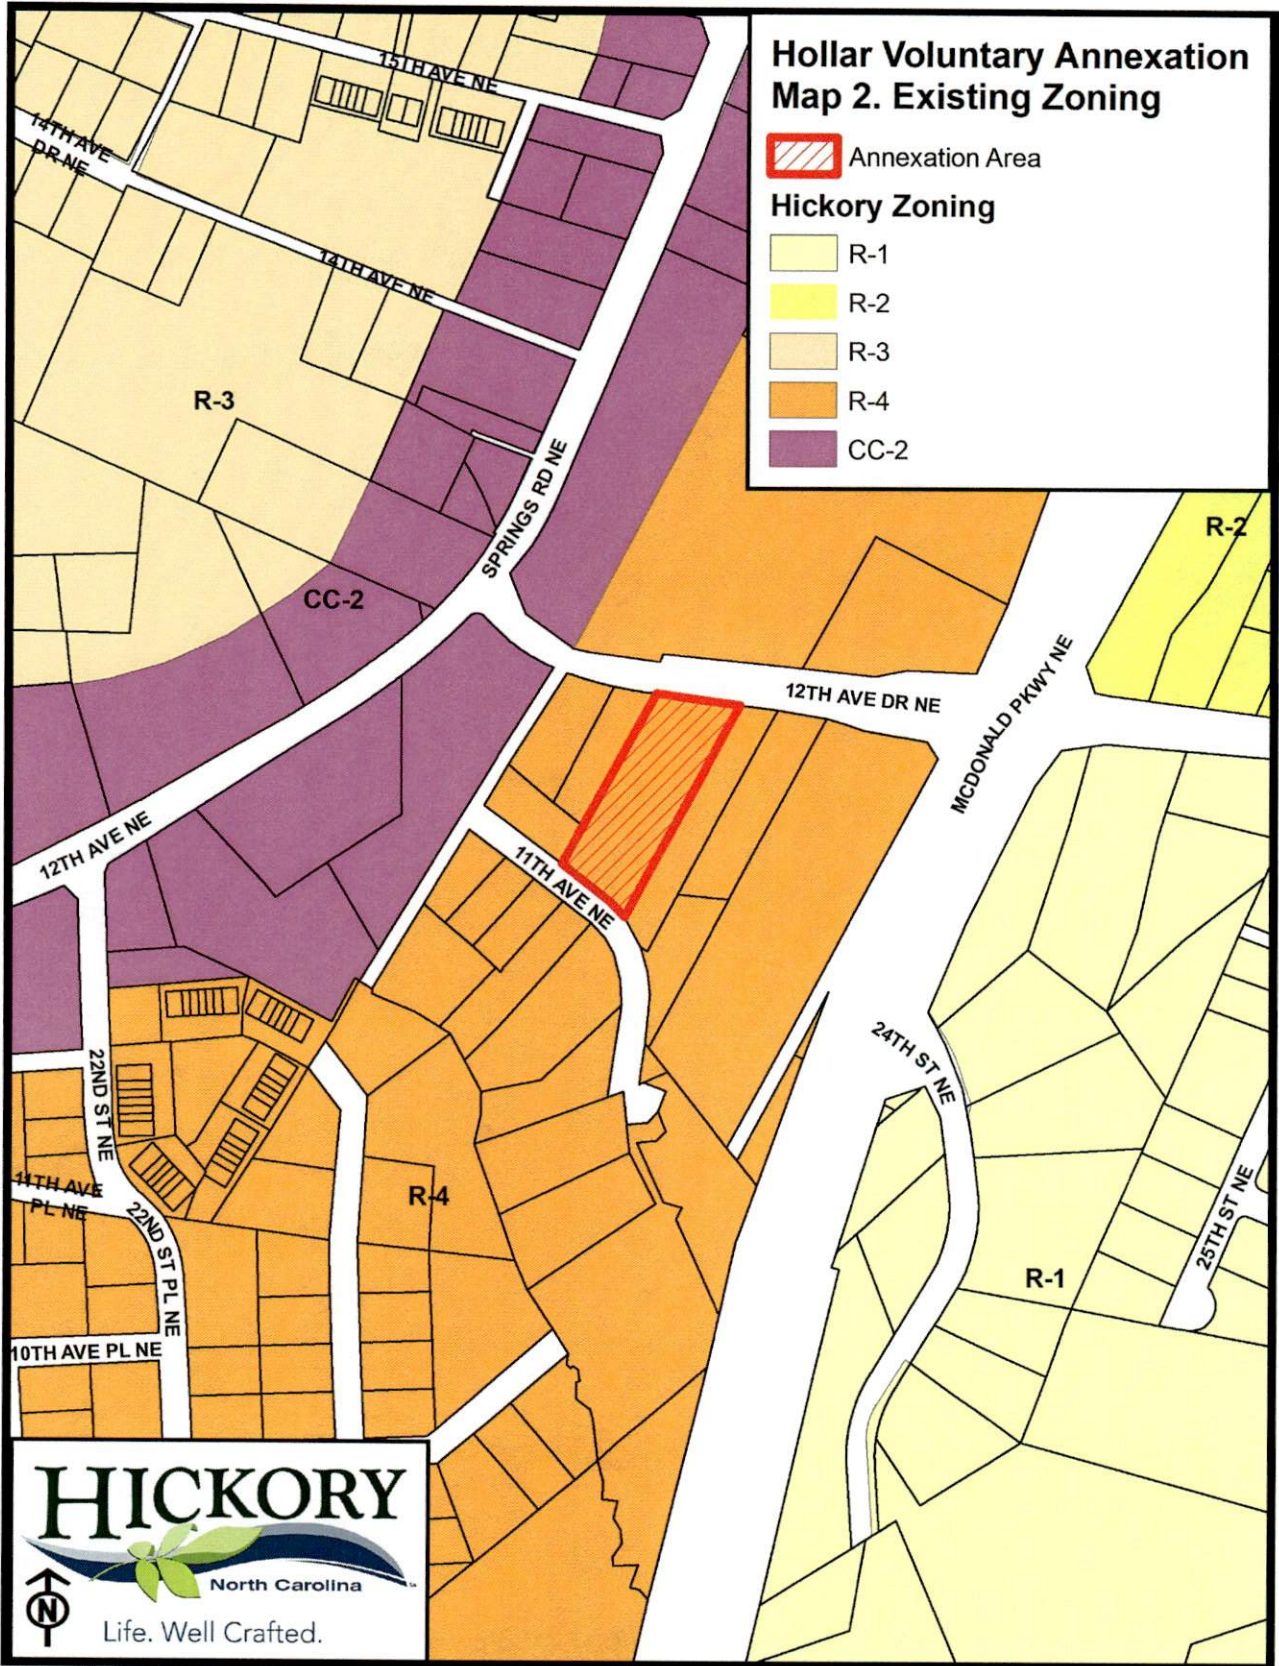 Hollar Voluntary Annexation
Map 2. Existing Zoning
Annexation Area
Hickory Zoning
R-1
R-2
R-3
R-4
CC-2
15TH AVE NE
14TH AVE
DR NE
14TH AVE NE
R-3
SPRINGS RD NE
CC-2
R-2
12TH AVE DR NE
MCDONALD PKWY NE
12TH AVE NE
11TH AVE NE
24TH ST NE
22ND ST NE
11TH AVE
PL NE
R-4
22ND ST PL NE
25TH ST NE
R-1
10TH AVE PL NE
HICKORY
North Carolina
N
Life. Well Crafted.